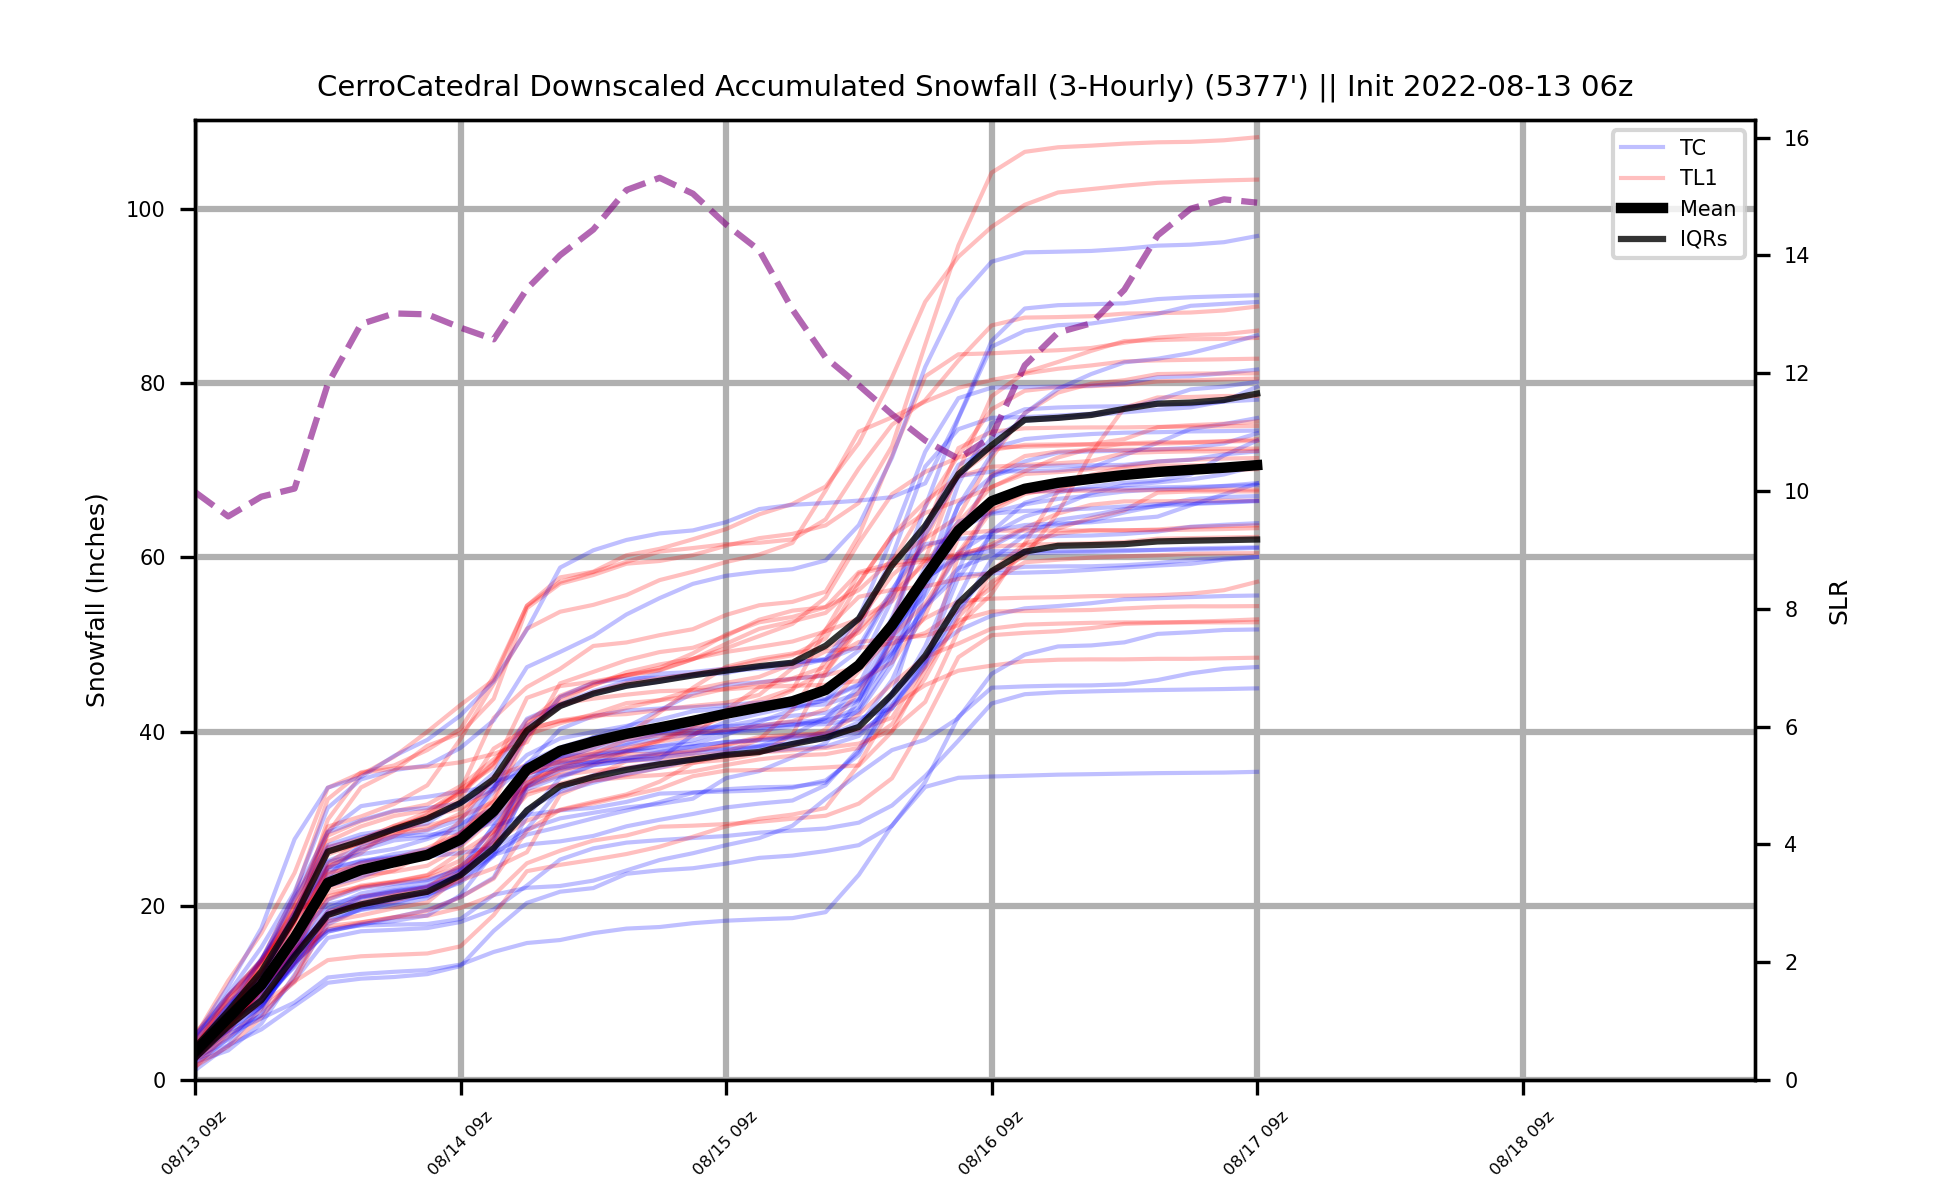 CerroCatedral Downscaled Accumulated Snowfall (3-Hourly) (5377') || Init 2022-08-13 06z
TC
TL1
Mean
IQRs
Snowfall (Inches)
100
80
60
40
20
0
SLR
16
14
12
10
8
6
4
2
0
08/13 09z
08/14 09z
08/15 09z
08/16 09z
08/17 09z
08/18 09z